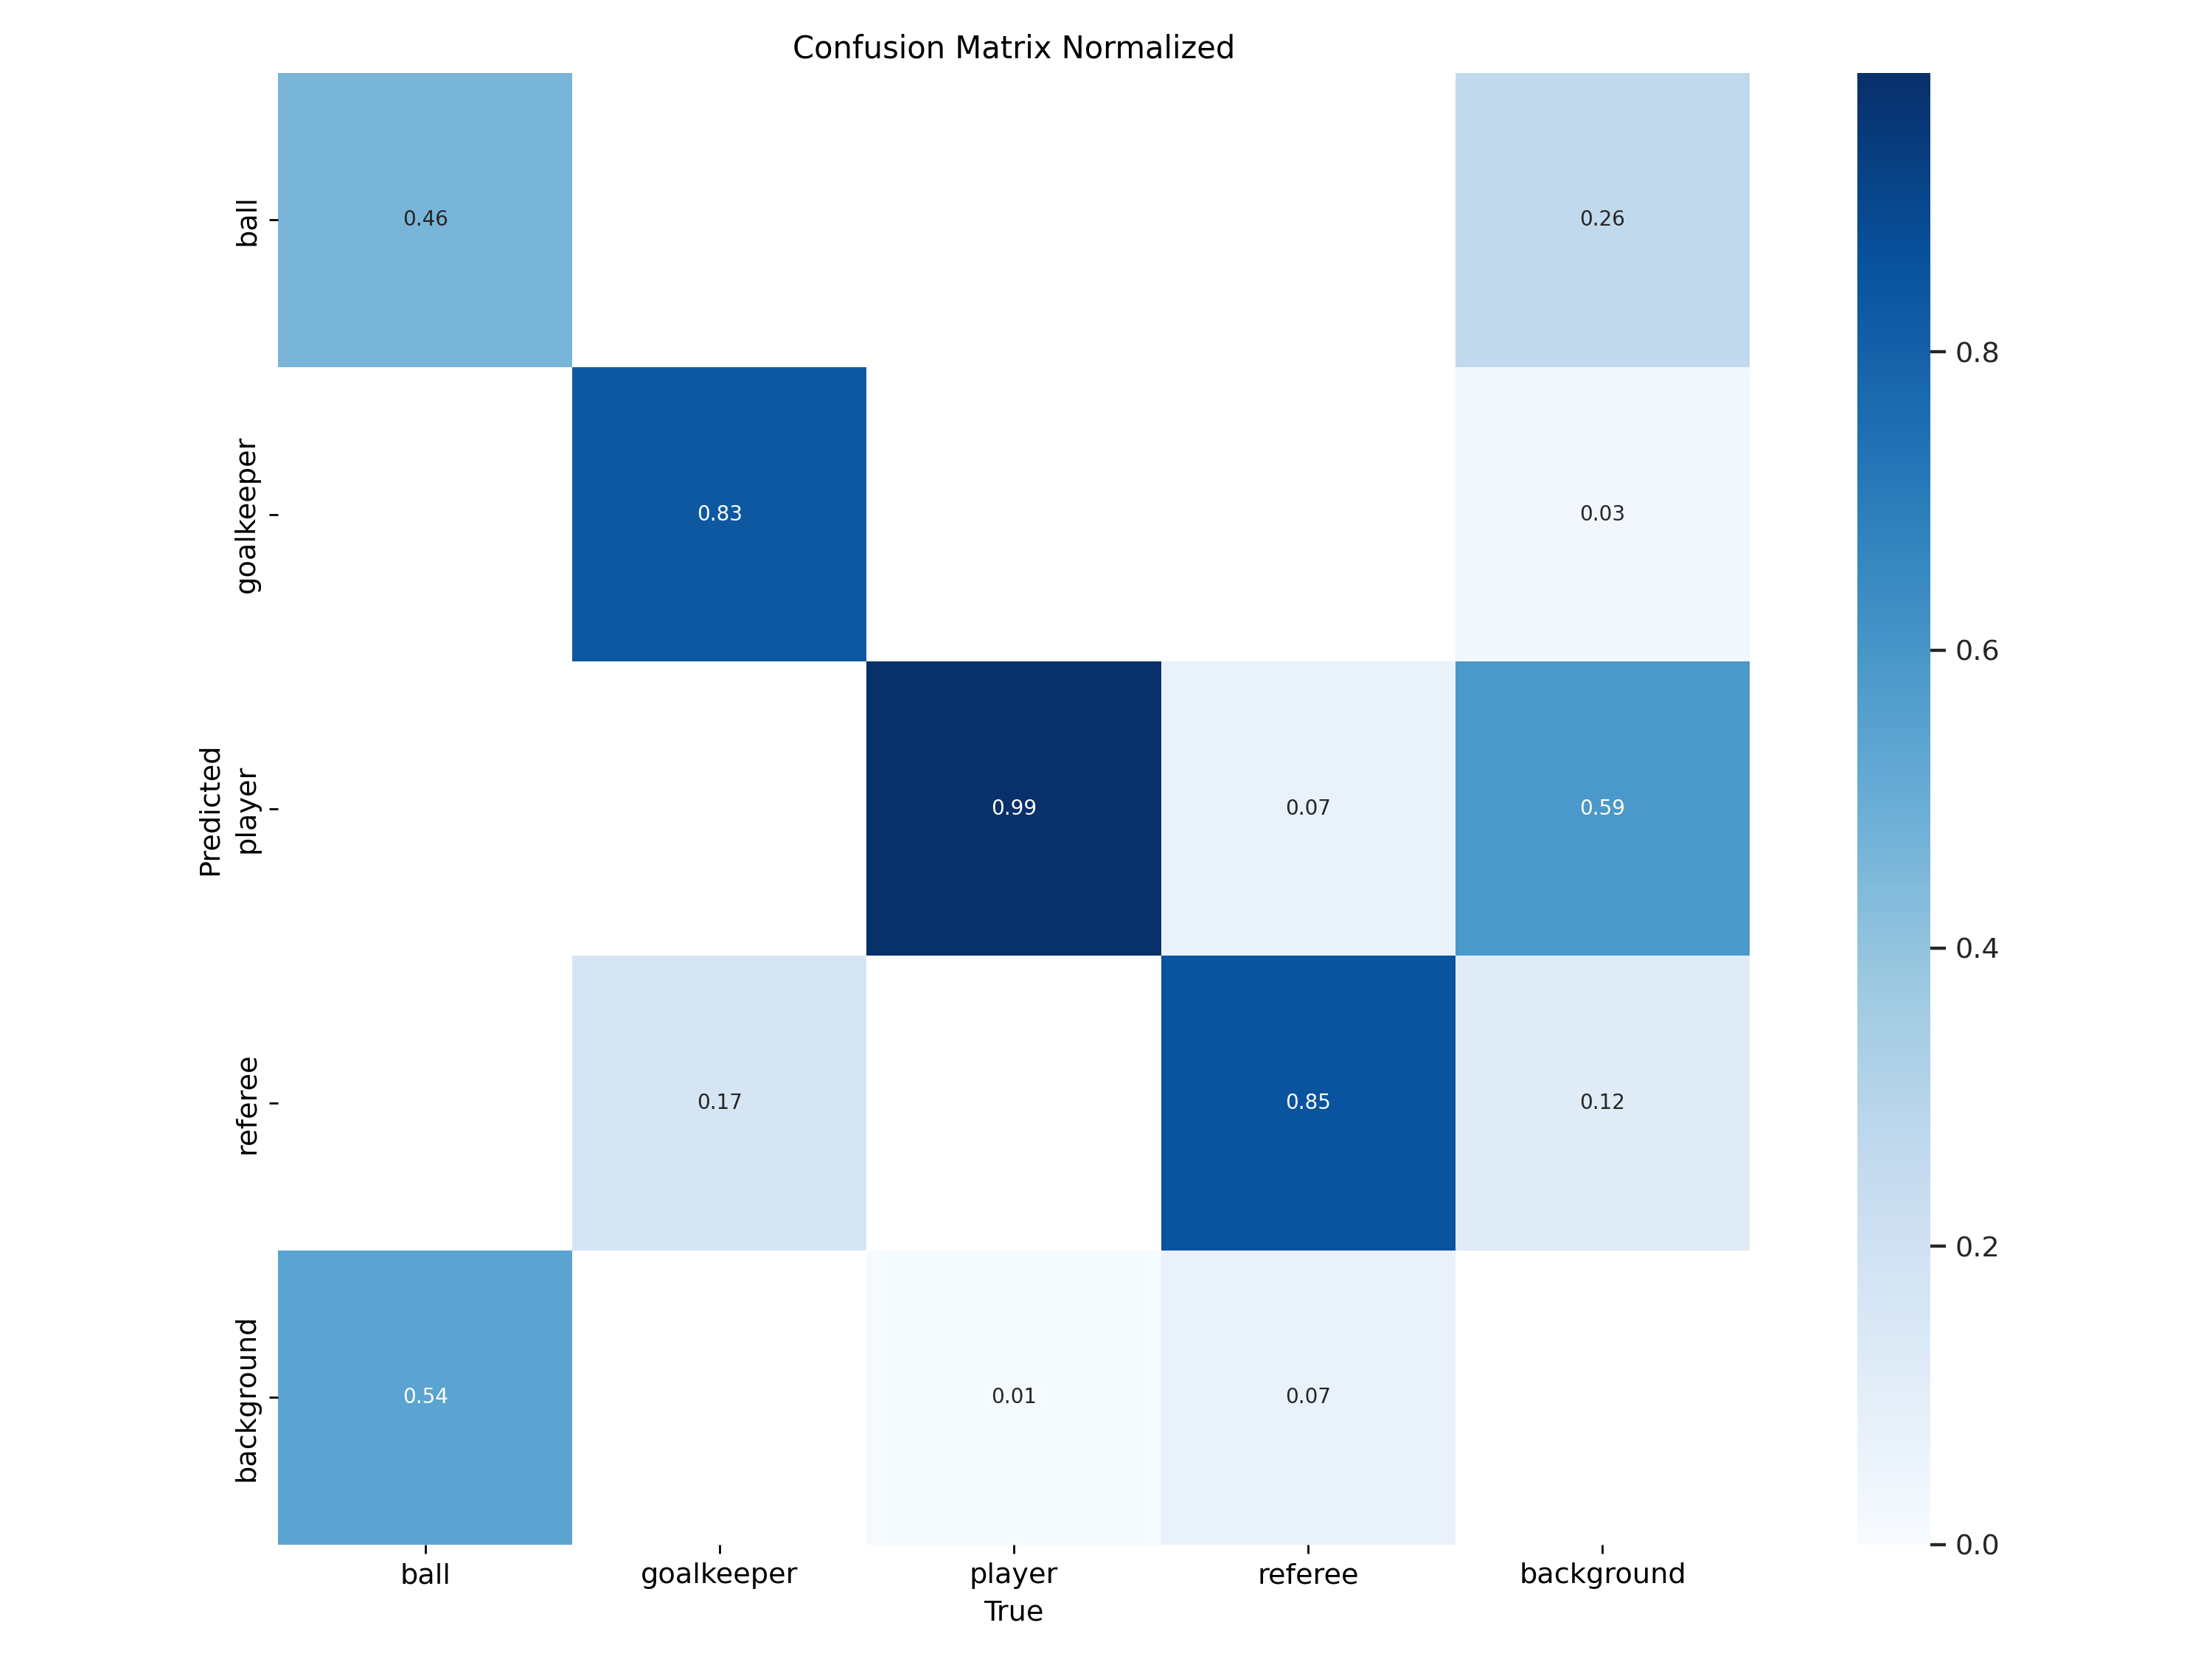 Confusion Matrix Normalized
ball
0.46
0.26
goalkeeper
0.83
0.03
Predicted
player
0.99
0.07
0.59
referee
0.17
0.85
0.12
background
0.54
0.01
0.07
ball
goalkeeper
player
referee
background
True
0.8
0.6
0.4
0.2
0.0